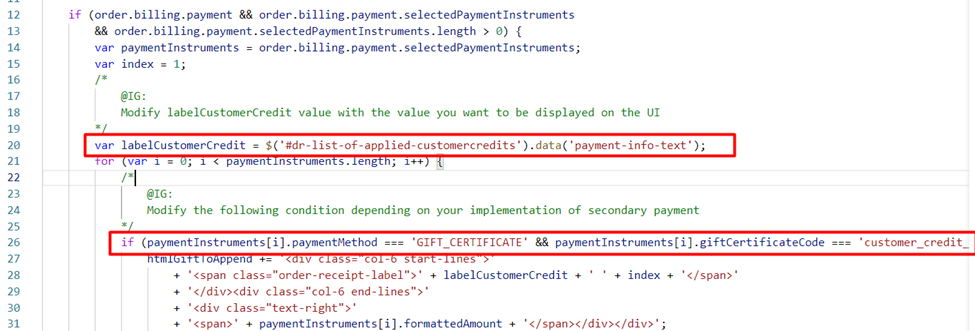 12 if (order.billing.payment && order.billing.payment.selectedPaymentInstruments
13 && order.billing.payment.selectedPaymentInstruments.length > 0) {
14 var paymentInstruments = order.billing.payment.selectedPaymentInstruments;
15 var index = 1;
16 /*
17 @IG:
18 Modify labelCustomerCredit value with the value you want to be displayed on the UI
19 */
20 var labelCustomerCredit = $('#dr-list-of-applied-customercredits').data('payment-info-text');
21 for (var i = 0; i < paymentInstruments.length; i++) {
22 /*
23 @IG:
24 Modify the following condition depending on your implementation of secondary payment
25 */
26 if (paymentInstruments[i].paymentMethod === 'GIFT_CERTIFICATE' && paymentInstruments[i].giftCertificateCode === 'customer_credit_
27 htmlGiftToAppend += '<div class="col-6 start-lines">'
28 + '<span class="order-receipt-label">' + labelCustomerCredit + ' ' + index + '</span>'
29 + '</div><div class="col-6 end-lines">'
30 + '<div class="text-right">'
31 + '<span>' + paymentInstruments[i].formattedAmount + '</span></div></div>';